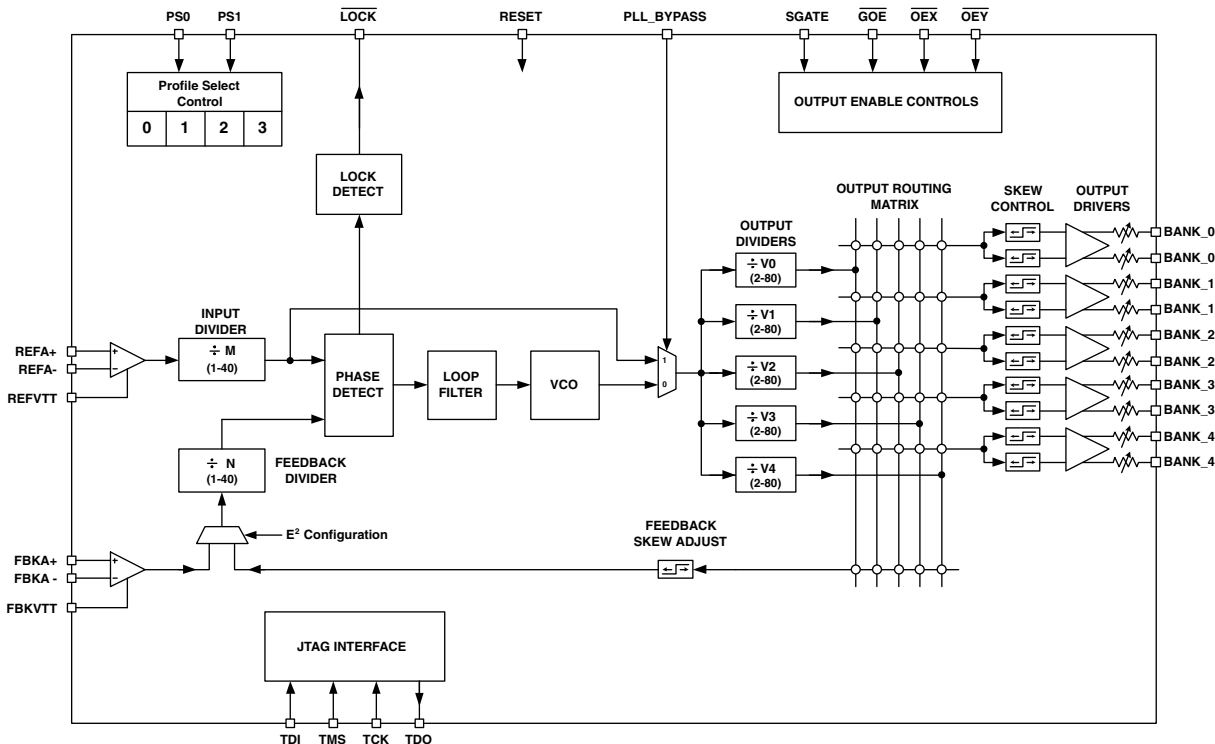 PS0 PS1 LOCK RESET PLL_BYPASS SGATE GOE OEX OEY
Profile Select
Control
0 1 2 3
OUTPUT ENABLE CONTROLS
LOCK
DETECT
OUTPUT ROUTING
MATRIX
SKEW
CONTROL
OUTPUT
DRIVERS
OUTPUT
DIVIDERS
÷ V0
(2-80)
÷ V1
(2-80)
÷ V2
(2-80)
÷ V3
(2-80)
÷ V4
(2-80)
BANK_0
BANK_0
BANK_1
BANK_1
BANK_2
BANK_2
BANK_3
BANK_3
BANK_4
BANK_4
INPUT
DIVIDER
÷ M
(1-40)
REFA+
REFA-
REFVTT
+
−
PHASE
DETECT
LOOP
FILTER
VCO
1
0
÷ N
(1-40)
FEEDBACK
DIVIDER
E² Configuration
FEEDBACK
SKEW ADJUST
FBKA+
FBKA -
FBKVTT
+
−
JTAG INTERFACE
TDI TMS TCK TDO